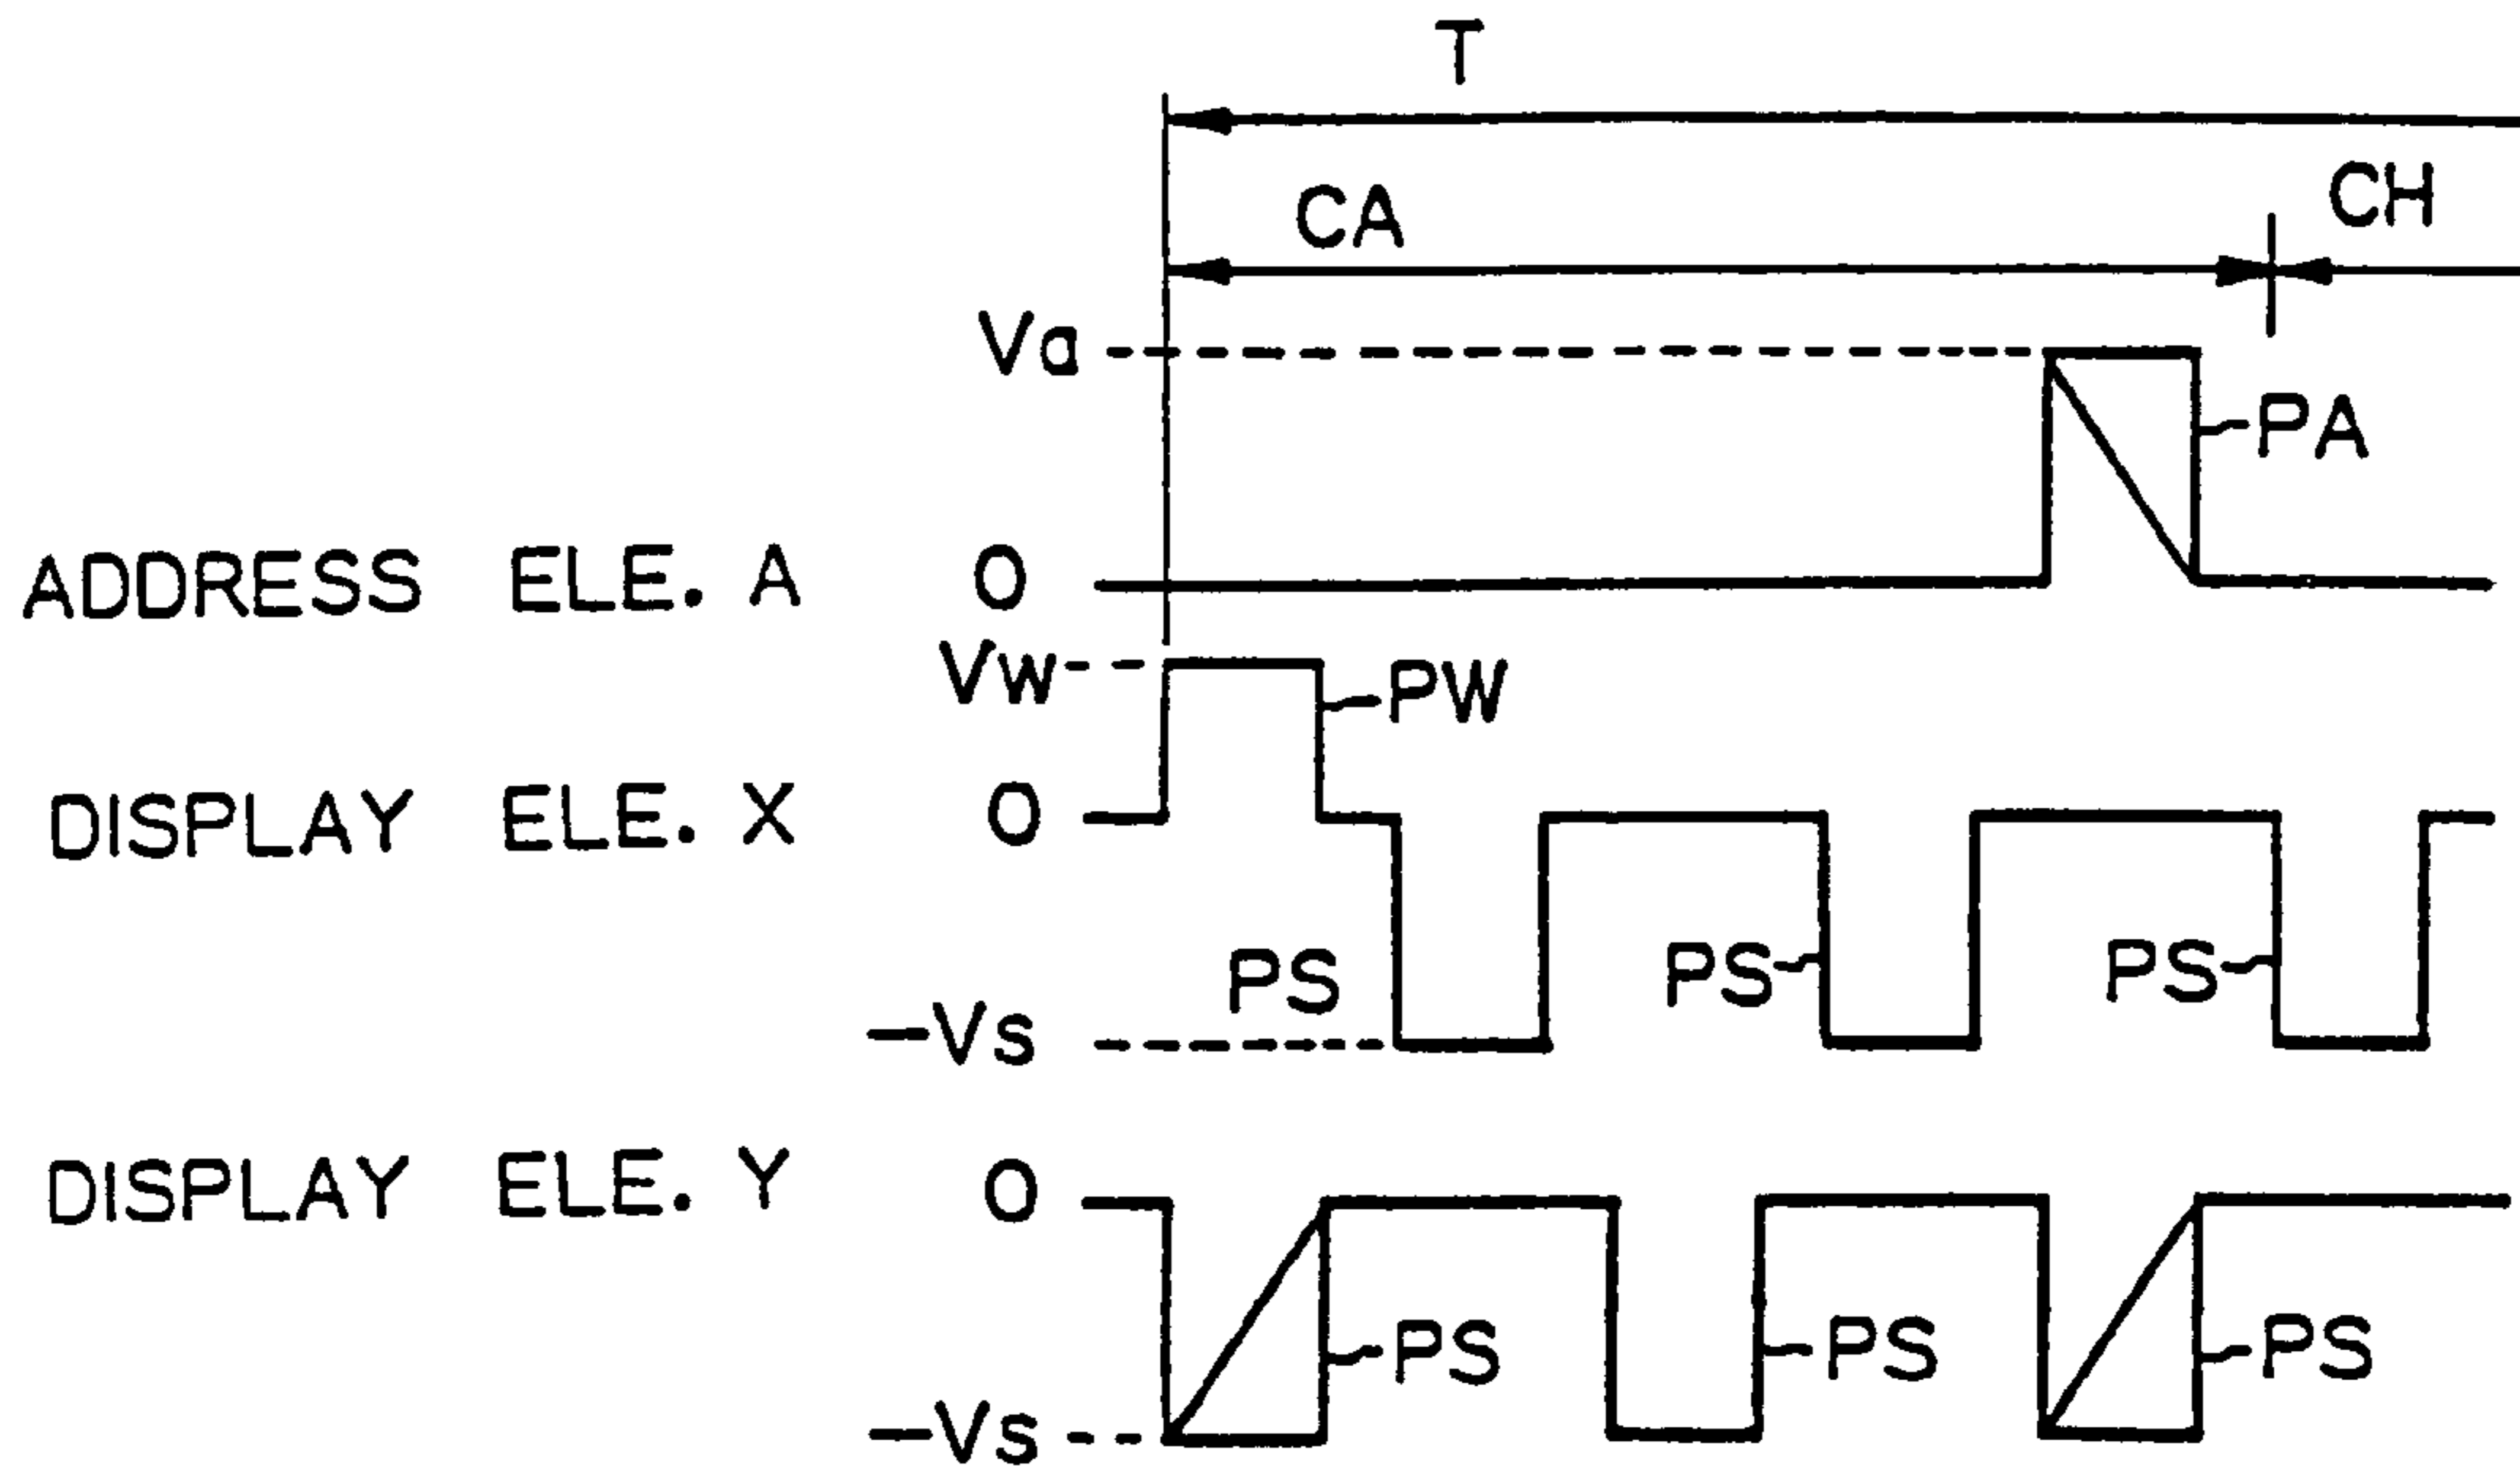 T
CA
CH
Va
PA
ADDRESS ELE. A
0
Vw
PW
DISPLAY ELE. X
0
PS
PS
PS
-Vs
DISPLAY ELE. Y
0
PS
PS
PS
-Vs